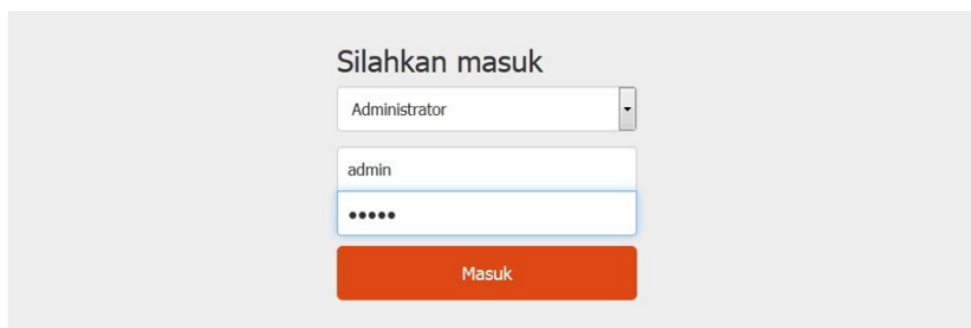 Silahkan masuk
Administrator
admin
•••••
Masuk